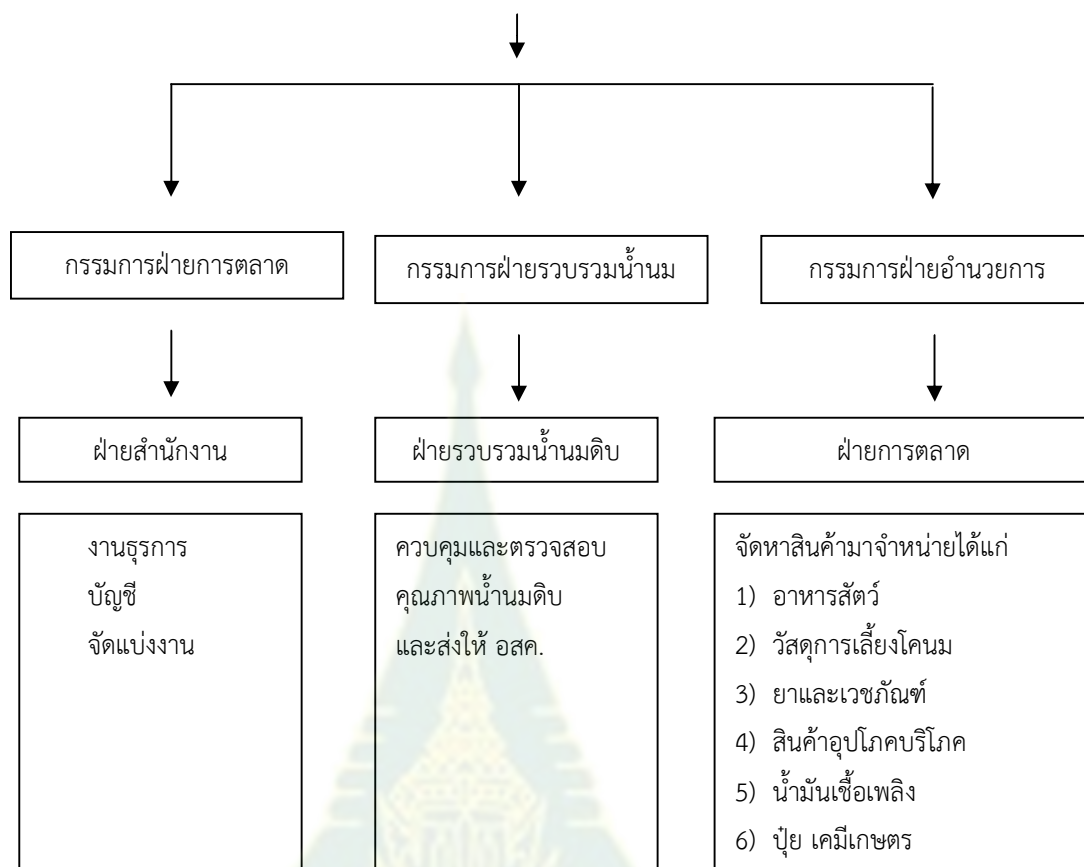 กรรมการฝ่ายการตลาด
กรรมการฝ่ายรวบรวมน้ำนม
กรรมการฝ่ายอำนวยการ
ฝ่ายสำนักงาน
ฝ่ายรวบรวมน้ำนมดิบ
ฝ่ายการตลาด
งานธุรการ
บัญชี
จัดแบ่งงาน
ควบคุมและตรวจสอบ
คุณภาพน้ำนมดิบ
และส่งให้ อสค.
จัดหาสินค้ามาจำหน่ายได้แก่
1) อาหารสัตว์
2) วัสดุการเลี้ยงโคนม
3) ยาและเวชภัณฑ์
4) สินค้าอุปโภคบริโภค
5) น้ำมันเชื้อเพลิง
6) ปุ๋ย เคมีเกษตร